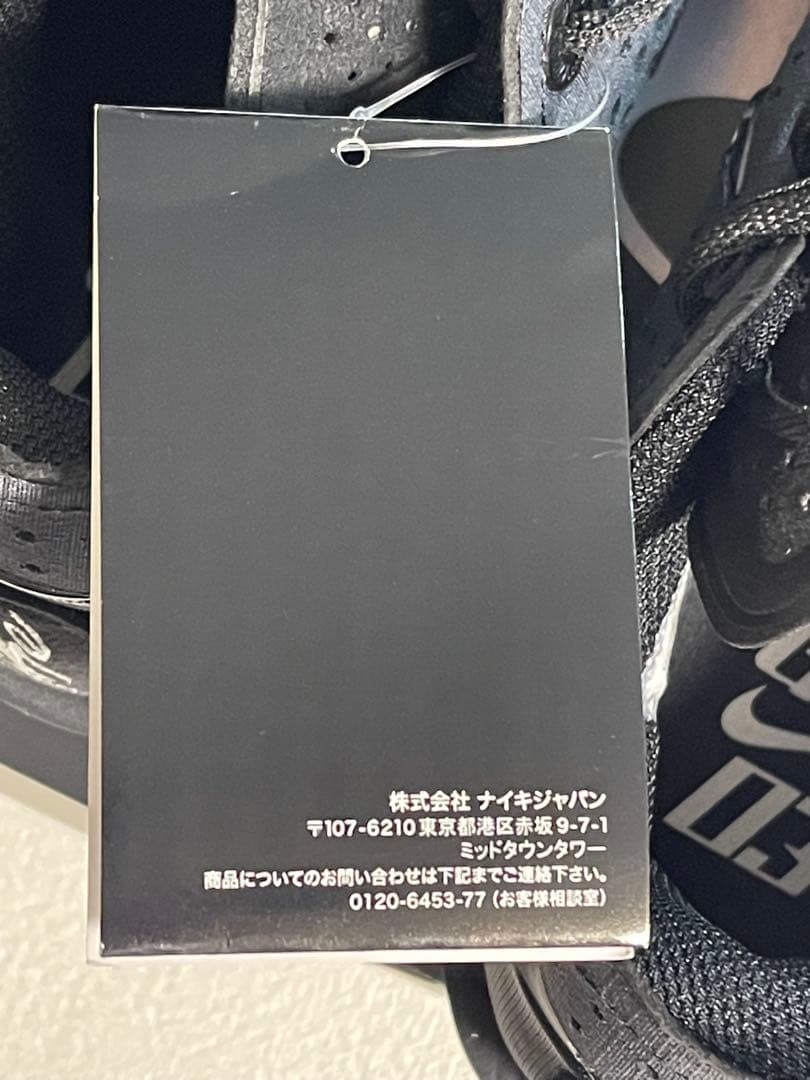 株式会社 ナイキジャパン
〒107-6210 東京都港区赤坂 9-7-1
ミッドタウンタワー
商品についてのお問い合わせは下記までご連絡下さい。
0120-6453-77（お客様相談室）